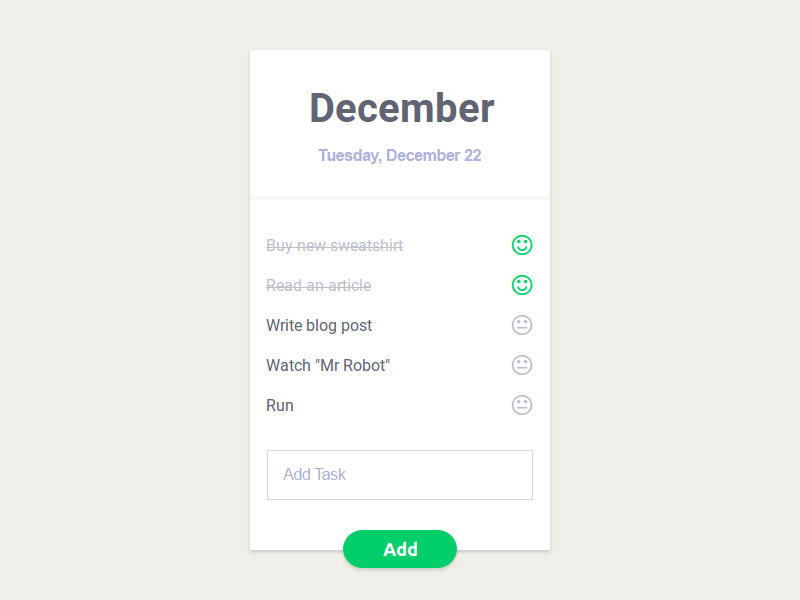 December
Tuesday, December 22
Buy new sweatshirt
Read an article
Write blog post
Watch "Mr Robot"
Run
Add Task
Add